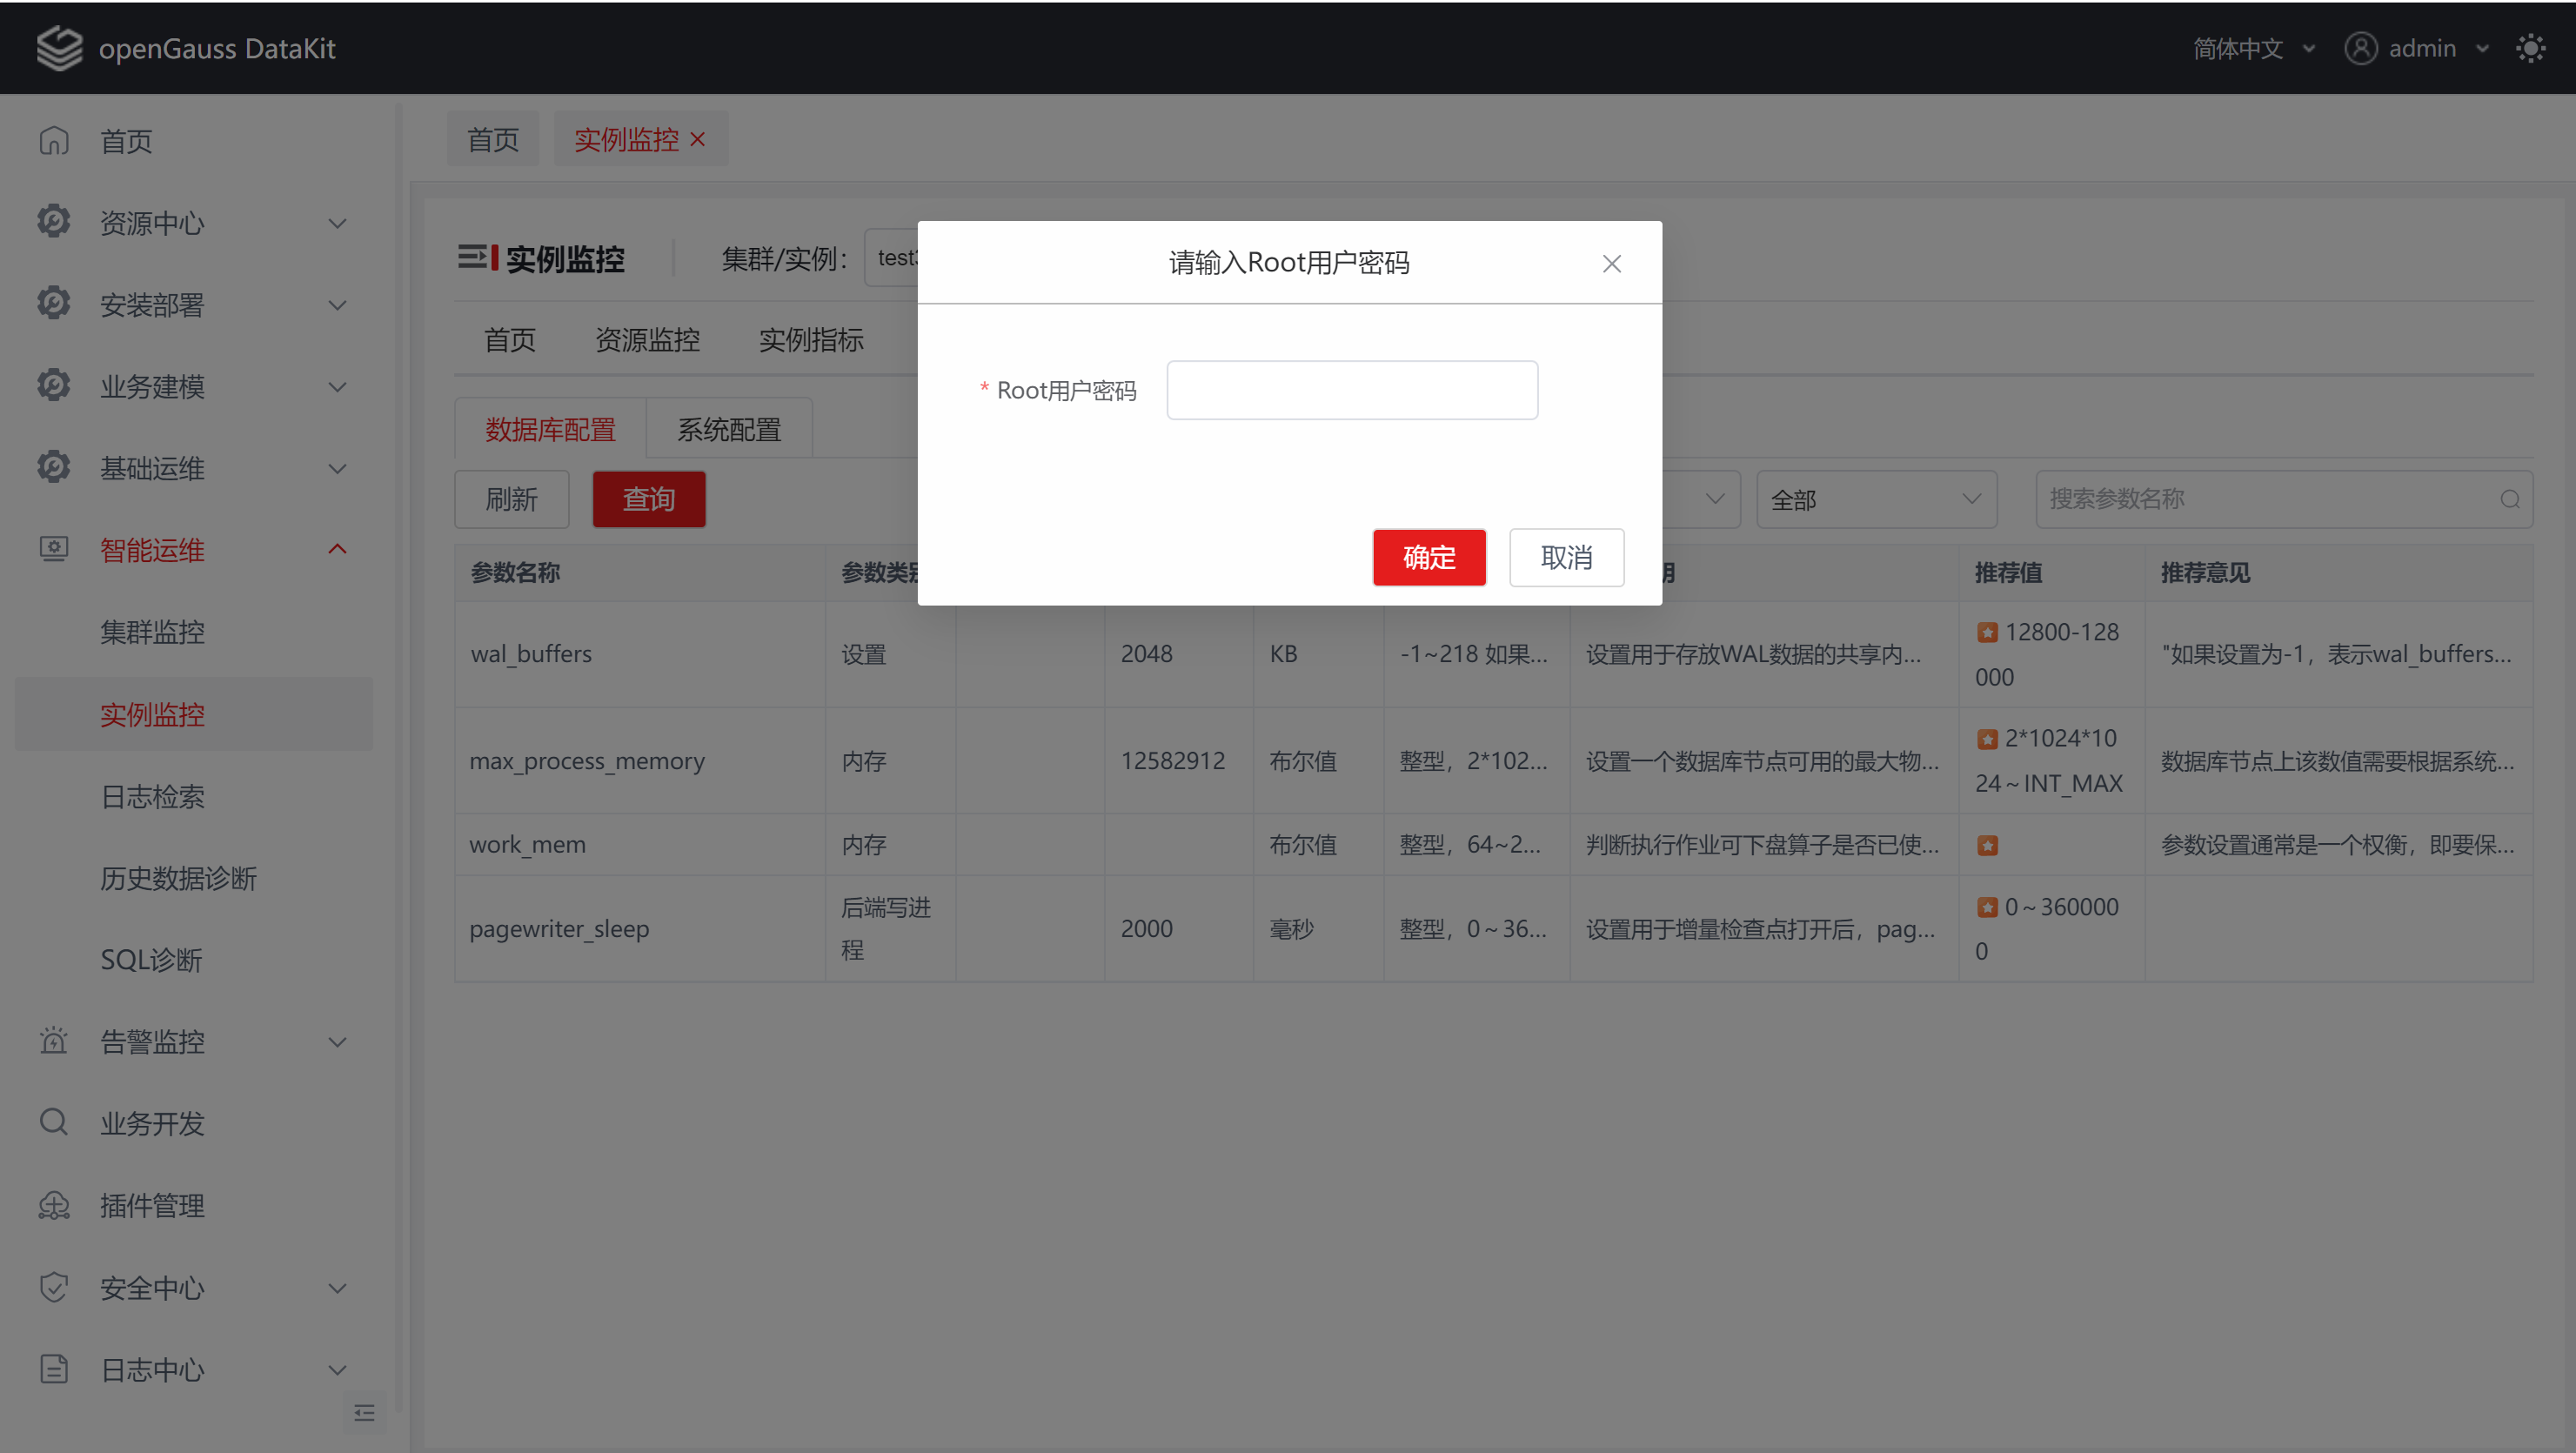 openGauss DataKit
简体中文
admin
首页
资源中心
安装部署
业务建模
基础运维
智能运维
集群监控
实例监控
日志检索
历史数据诊断
SQL诊断
告警监控
业务开发
插件管理
安全中心
日志中心
首页 实例监控
实例监控 集群/实例：
首页 资源监控 实例指标
数据库配置 系统配置
刷新 查询 全部 搜索参数名称
请输入Root用户密码
* Root用户密码
确定 取消
参数名称 参数类 推荐值 推荐意见
wal_buffers 设置 2048 KB -1~218 如果... 设置用于存放WAL数据的共享内... 12800-128
000 "如果设置为-1，表示wal_buffers...
max_process_memory 内存 12582912 布尔值 整型，2*102... 设置一个数据库节点可用的最大物... 2*1024*10
24～INT_MAX 数据库节点上该数值需要根据系统...
work_mem 内存 布尔值 整型，64~2... 判断执行作业可下盘算子是否已使... 参数设置通常是一个权衡，即要保...
pagewriter_sleep 后端写进
程 2000 毫秒 整型，0～36... 设置用于增量检查点打开后，pag... 0～360000
0